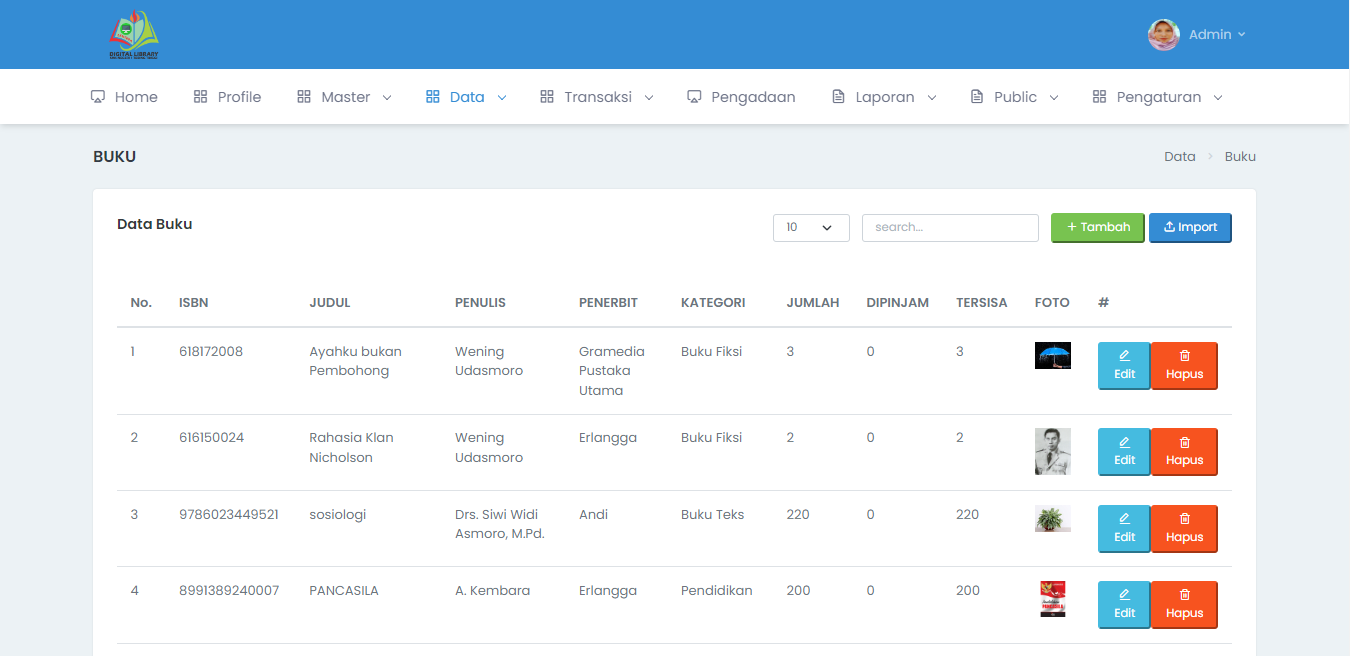 DIGITAL LIBRARY
Admin
Home Profile Master Data Transaksi Pengadaan Laporan Public Pengaturan
BUKU
Data > Buku
Data Buku
10 search... + Tambah Import
No. ISBN JUDUL PENULIS PENERBIT KATEGORI JUMLAH DIPINJAM TERSISA FOTO #
1 618172008 Ayahku bukan Wening Gramedia Buku Fiksi 3 0 3 Edit Hapus
Pembohong Udasmoro Pustaka
Utama
2 616150024 Rahasia Klan Wening Erlangga Buku Fiksi 2 0 2 Edit Hapus
Nicholson Udasmoro
3 9786023449521 sosiologi Drs. Siwi Widi Andi Buku Teks 220 0 220 Edit Hapus
Asmoro, M.Pd.
4 8991389240007 PANCASILA A. Kembara Erlangga Pendidikan 200 0 200 Edit Hapus